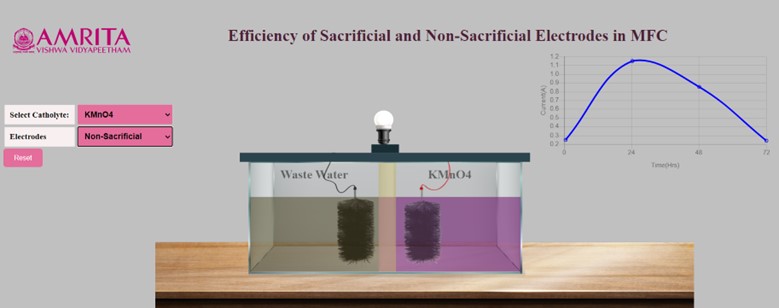 AMRITA
VISHWA VIDYAPEETHAM
Efficiency of Sacrificial and Non-Sacrificial Electrodes in MFC
Select Catholyte: KMnO4
Electrodes Non-Sacrificial
Reset
Waste Water KMnO4
Current(A)
1.2
1.1
1.0
0.9
0.8
0.7
0.6
0.5
0.4
0.3
0.2
0 24 48 72
Time(Hrs)